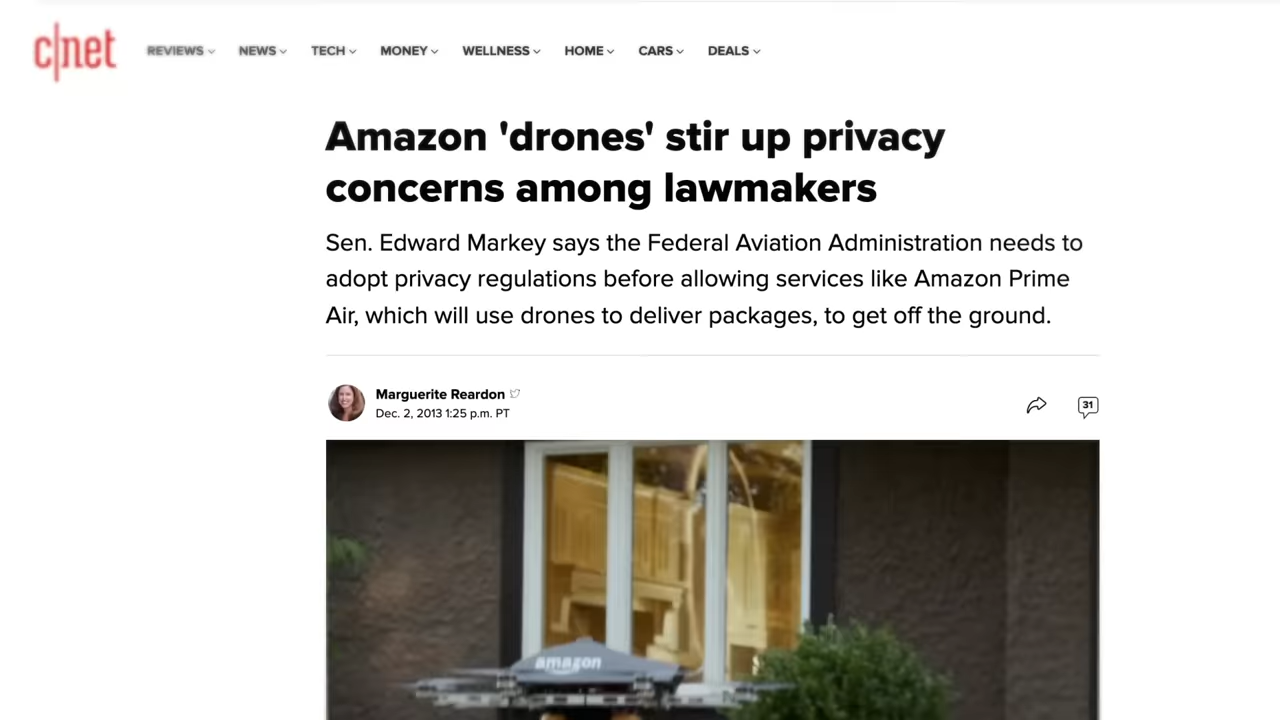 c|net
REVIEWS NEWS TECH MONEY WELLNESS HOME CARS DEALS
Amazon 'drones' stir up privacy
concerns among lawmakers
Sen. Edward Markey says the Federal Aviation Administration needs to
adopt privacy regulations before allowing services like Amazon Prime
Air, which will use drones to deliver packages, to get off the ground.
Marguerite Reardon
Dec. 2, 2013 1:25 p.m. PT
31
amazon